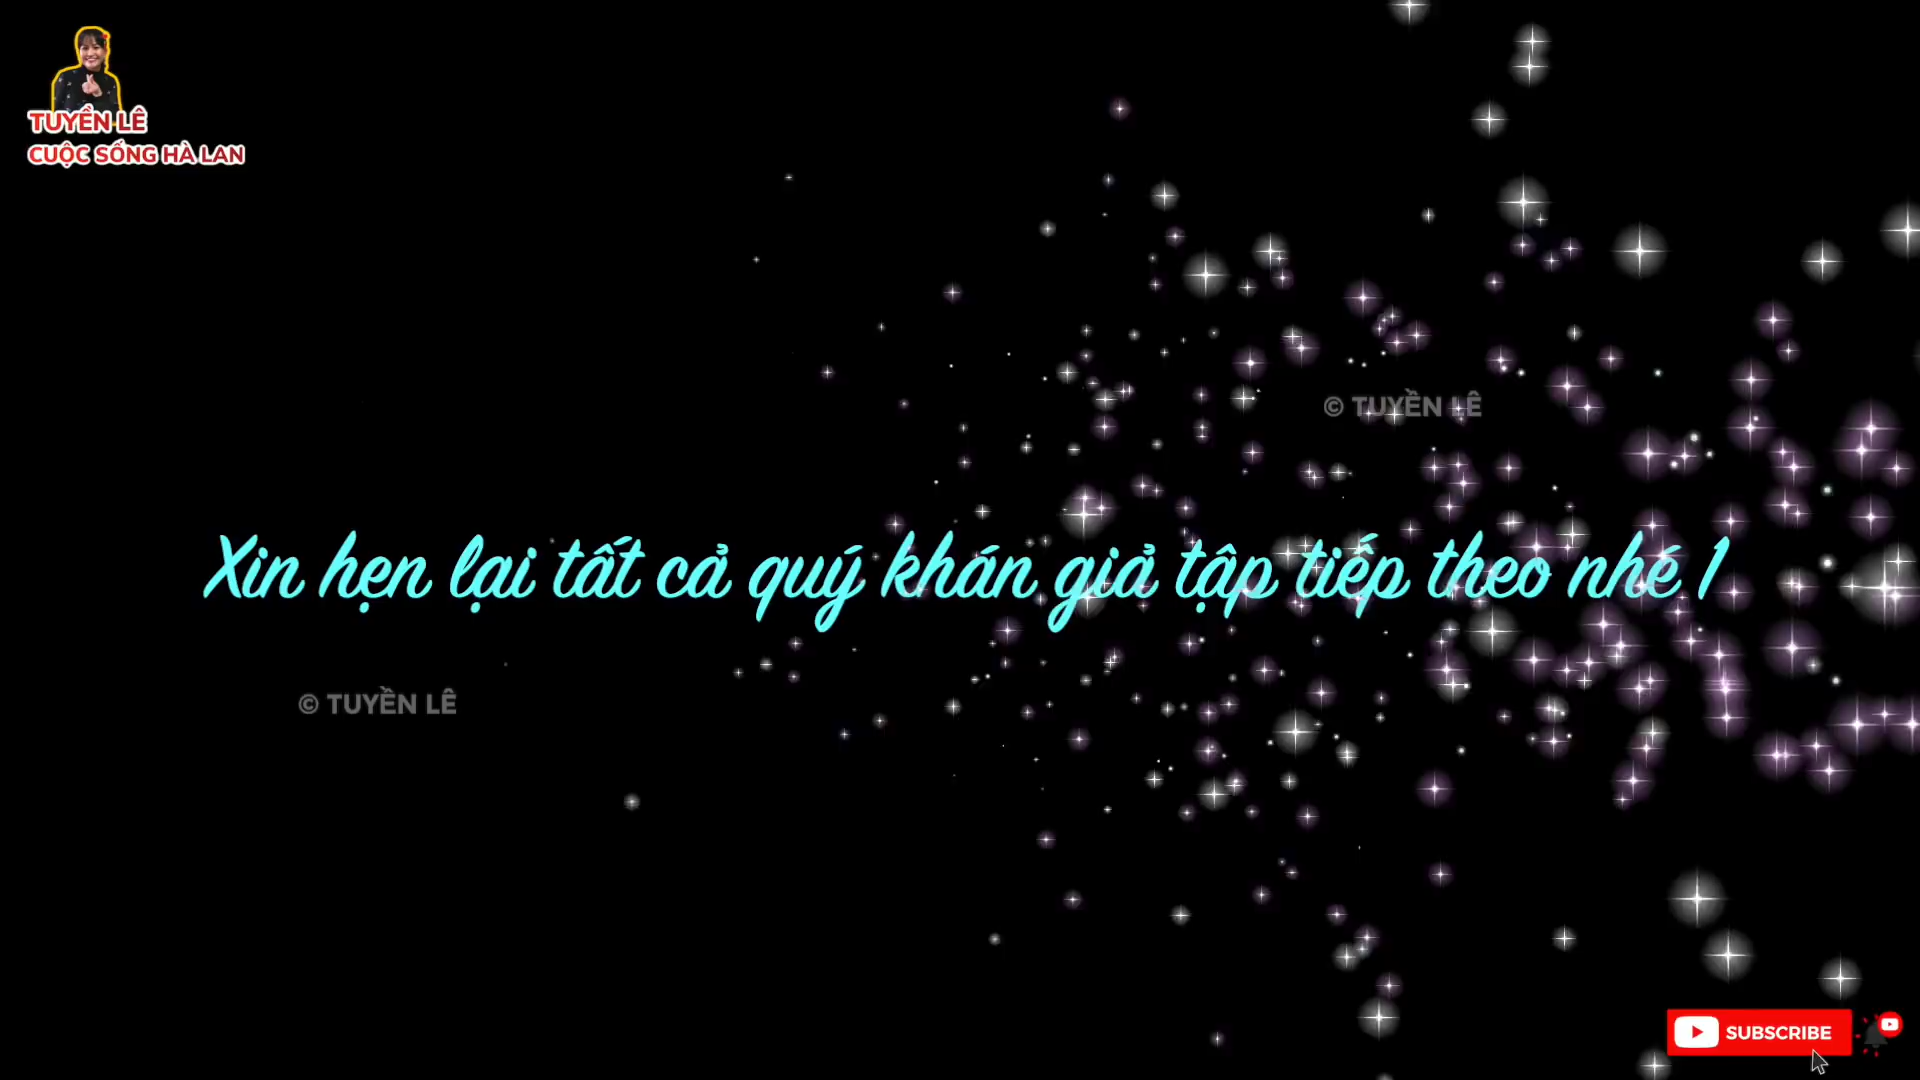 TUYỀN LÊ
CUỘC SỐNG HÀ LAN
© TUYỀN LÊ
Xin hẹn lại tất cả quý khán giả tập tiếp theo nhé !
© TUYỀN LÊ
SUBSCRIBE